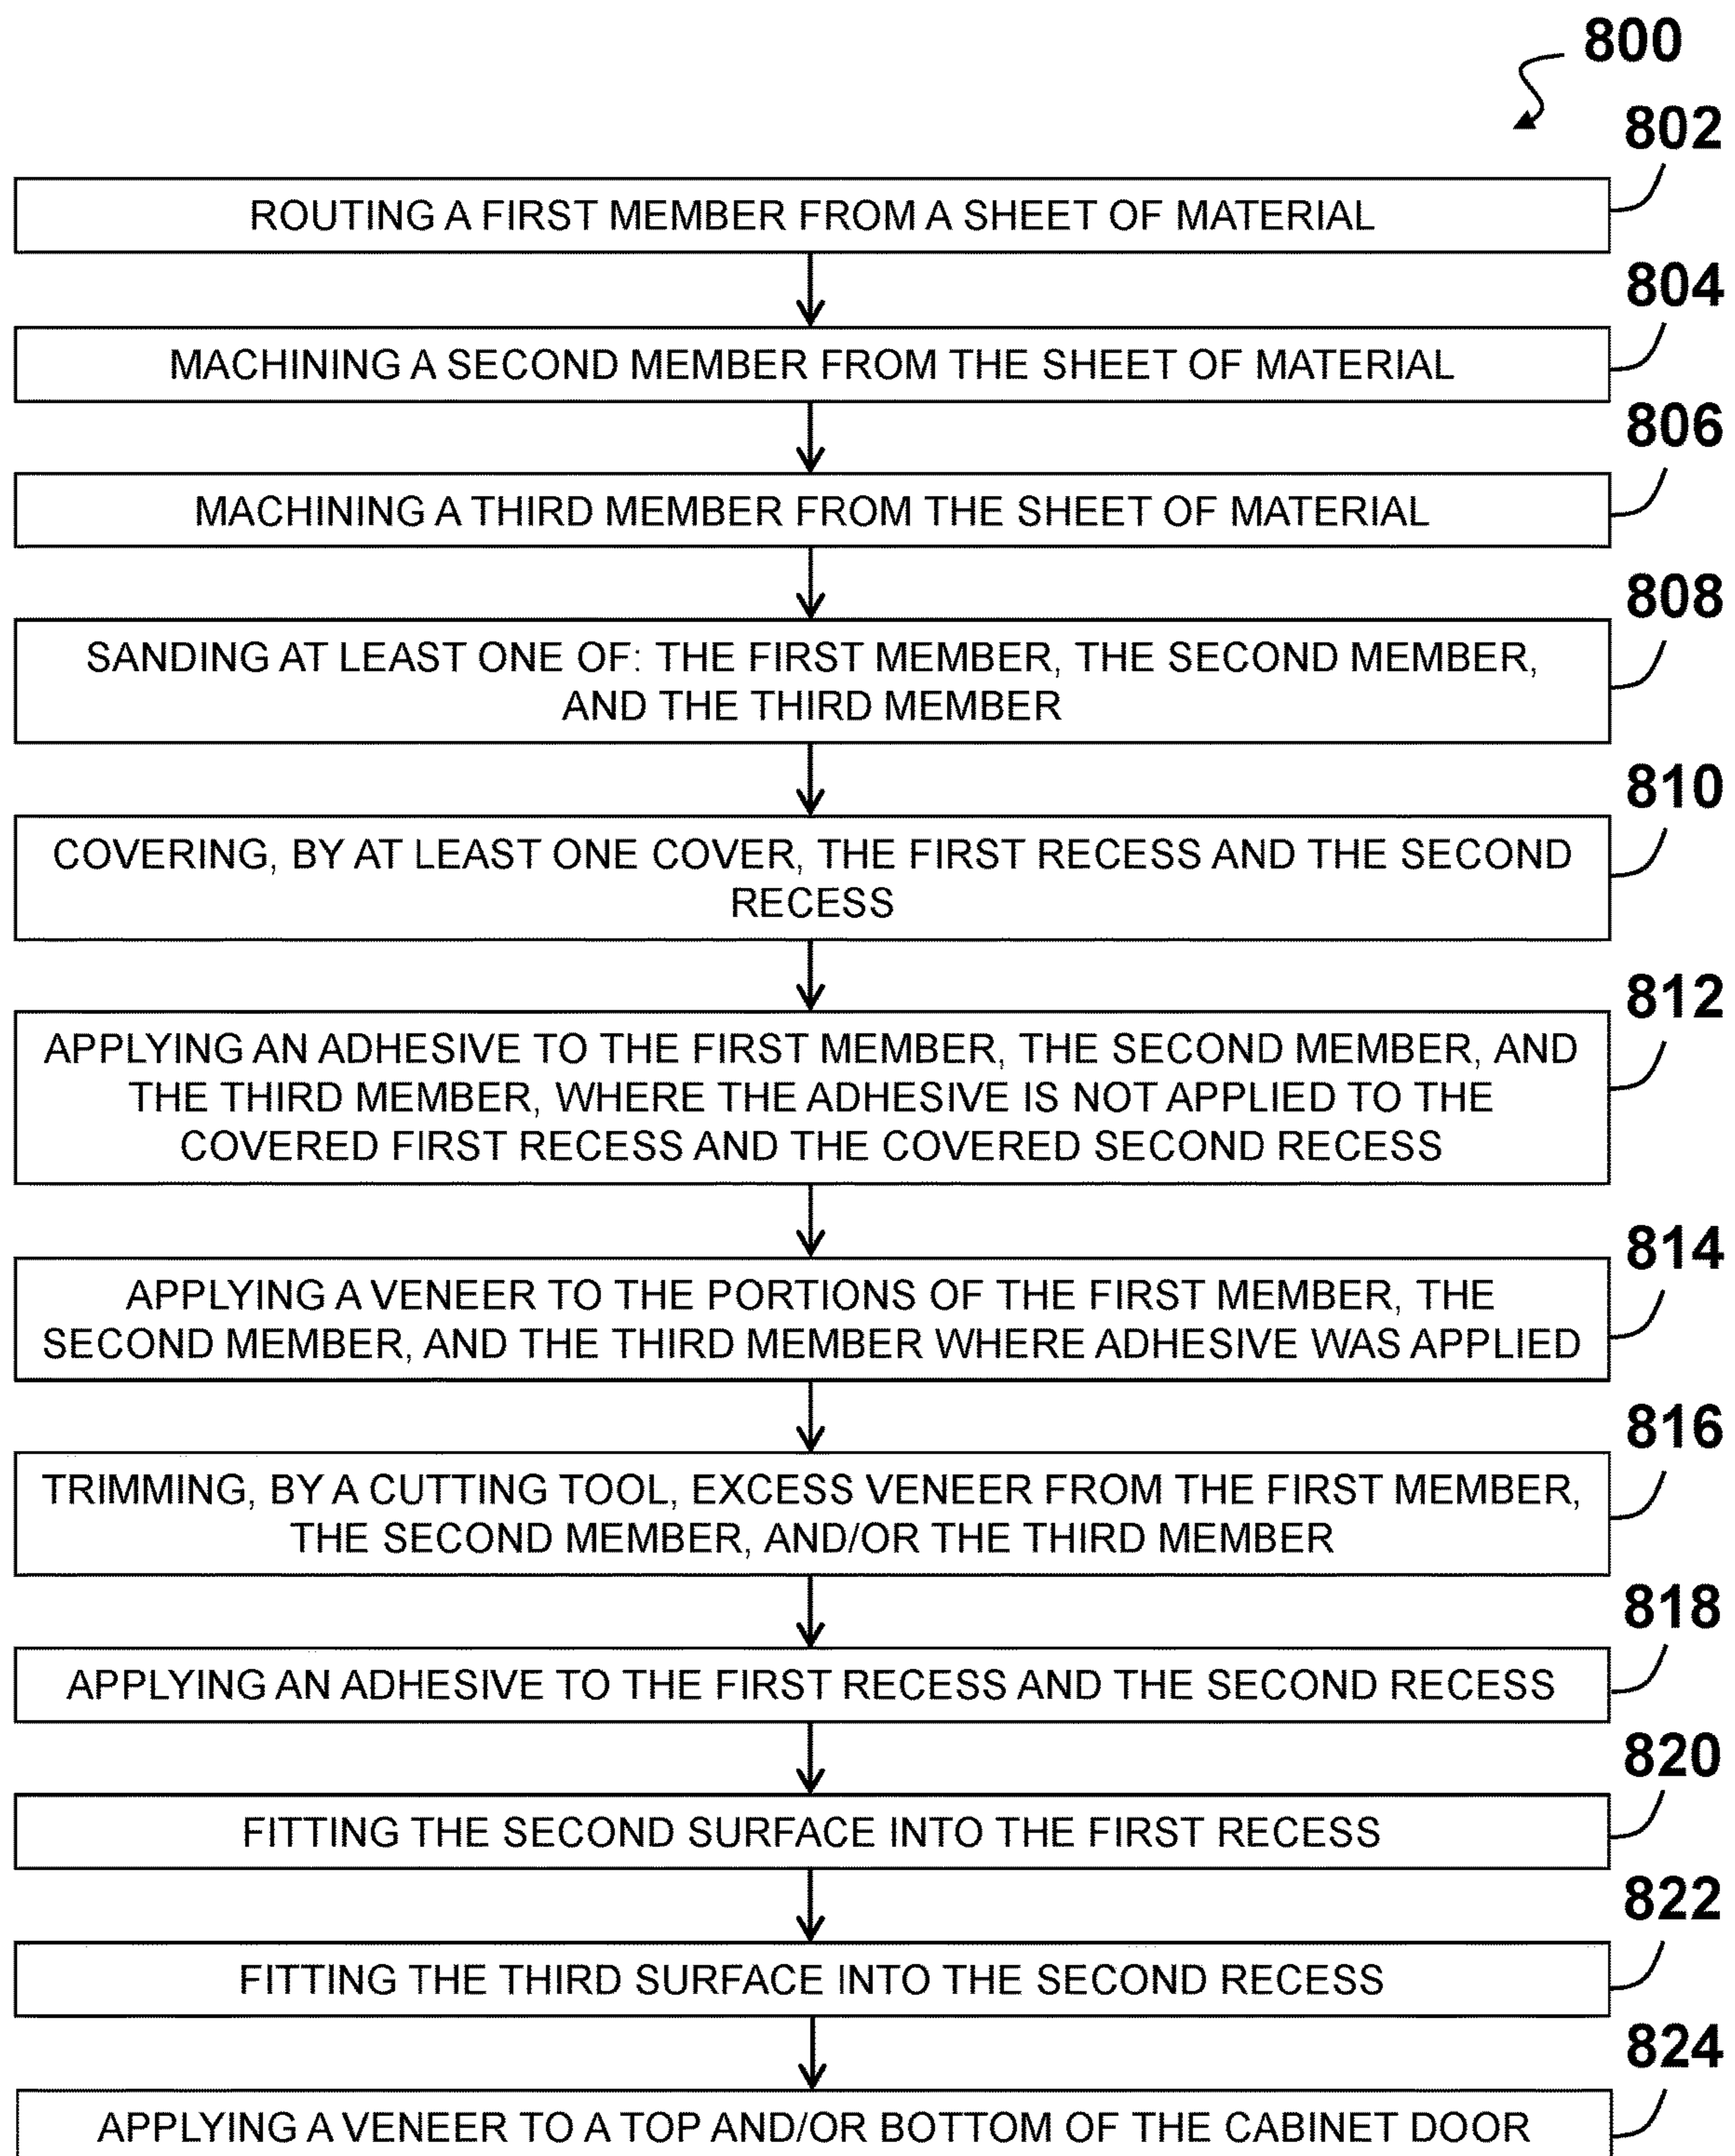 800
802
ROUTING A FIRST MEMBER FROM A SHEET OF MATERIAL
804
MACHINING A SECOND MEMBER FROM THE SHEET OF MATERIAL
806
MACHINING A THIRD MEMBER FROM THE SHEET OF MATERIAL
808
SANDING AT LEAST ONE OF: THE FIRST MEMBER, THE SECOND MEMBER,
AND THE THIRD MEMBER
810
COVERING, BY AT LEAST ONE COVER, THE FIRST RECESS AND THE SECOND
RECESS
812
APPLYING AN ADHESIVE TO THE FIRST MEMBER, THE SECOND MEMBER, AND
THE THIRD MEMBER, WHERE THE ADHESIVE IS NOT APPLIED TO THE
COVERED FIRST RECESS AND THE COVERED SECOND RECESS
814
APPLYING A VENEER TO THE PORTIONS OF THE FIRST MEMBER, THE
SECOND MEMBER, AND THE THIRD MEMBER WHERE ADHESIVE WAS APPLIED
816
TRIMMING, BY A CUTTING TOOL, EXCESS VENEER FROM THE FIRST MEMBER,
THE SECOND MEMBER, AND/OR THE THIRD MEMBER
818
APPLYING AN ADHESIVE TO THE FIRST RECESS AND THE SECOND RECESS
820
FITTING THE SECOND SURFACE INTO THE FIRST RECESS
822
FITTING THE THIRD SURFACE INTO THE SECOND RECESS
824
APPLYING A VENEER TO A TOP AND/OR BOTTOM OF THE CABINET DOOR